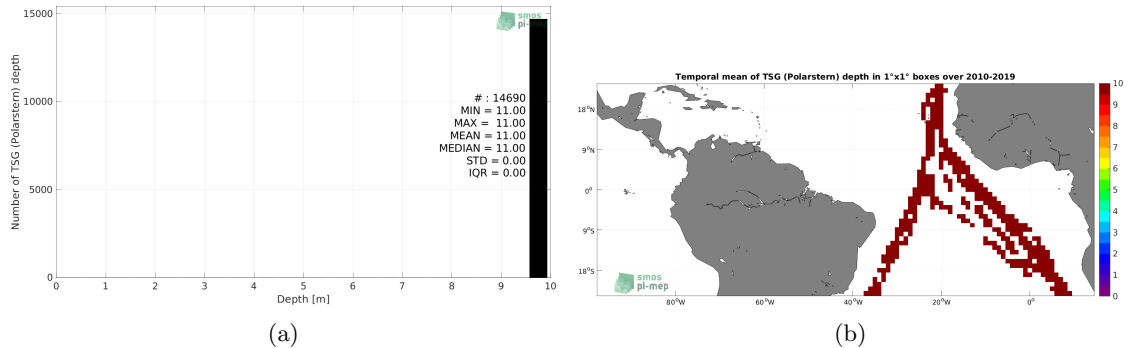 15000
10000
5000
0
Number of TSG (Polarstern) depth
smos
pi-mep
# : 14690
MIN = 11.00
MAX = 11.00
MEAN = 11.00
MEDIAN = 11.00
STD = 0.00
IQR = 0.00
0 1 2 3 4 5 6 7 8 9 10
Depth [m]
(a)
Temporal mean of TSG (Polarstern) depth in 1°x1° boxes over 2010-2019
18°N
9°N
0°
9°S
18°S
80°W 60°W 40°W 20°W 0°
smos
pi-mep
10
9
8
7
6
5
4
3
2
1
0
(b)